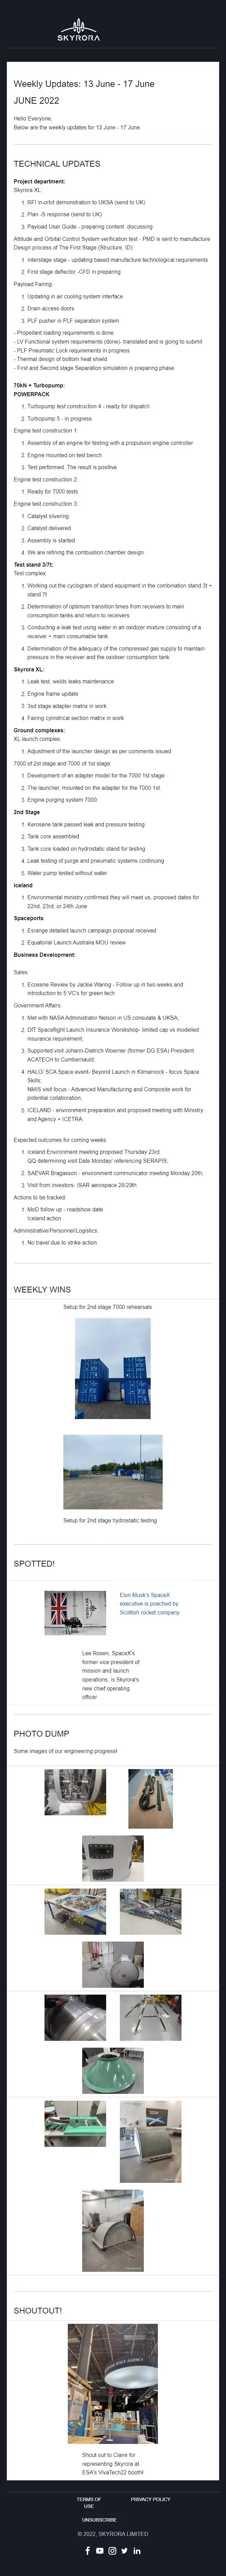 SKYRORA
Weekly Updates: 13 June - 17 June
JUNE 2022
Hello Everyone,
Below are the weekly updates for 13 June - 17 June.
TECHNICAL UPDATES
Project department:
Skyrora XL:
1. RFI in-orbit demonstration to UKSA (send to UK)
2. Plan -S response (send to UK)
3. Payload User Guide - preparing content, discussing
Attitude and Orbital Control System verification test - PMD is sent to manufacture
Design process of The First Stage (Structure, ID):
1. Interstage stage - updating based manufacture technological requirements
2. First stage deflector -CFD in preparing
Payload Fairing:
1. Updating in air cooling system interface
2. Drain access doors
3. PLF pusher in PLF separation system
- Propellant loading requirements is done
- LV Functional system requirements (done)- translated and is going to submit
- PLF Pneumatic Lock requirements in progress
- Thermal design of bottom heat shield
- First and Second stage Separation simulation is preparing phase
70kN + Turbopump:
POWERPACK
1. Turbopump test construction 4 - ready for dispatch
2. Turbopump 5 - in progress
Engine test construction 1:
1. Assembly of an engine for testing with a propulsion engine controller
2. Engine mounted on test bench
3. Test performed. The result is positive
Engine test construction 2:
1. Ready for 7000 tests
Engine test construction 3:
1. Catalyst silvering
2. Catalyst delivered
3. Assembly is started
4. We are refining the combustion chamber design.
Test stand 3/7t:
Test complex:
1. Working out the cyclogram of stand equipment in the combination stand 3t +
stand 7t
2. Determination of optimum transition times from receivers to main
consumption tanks and return to receivers
3. Conducting a leak test using water in an oxidizer mixture consisting of a
receiver + main consumable tank
4. Determination of the adequacy of the compressed gas supply to maintain
pressure in the receiver and the oxidiser consumption tank
Skyrora XL:
1. Leak test, welds leaks maintenance
2. Engine frame update
3. 3sd stage adapter matrix in work
4. Fairing cylindrical section matrix in work
Ground complexes:
XL launch complex:
1. Adjustment of the launcher design as per comments issued
7000 of 2st stage and 7000 of 1st stage:
1. Development of an adapter model for the 7000 1st stage.
2. The launcher, mounted on the adapter for the 7000 1st.
3. Engine purging system 7000
2nd Stage
1. Kerosene tank passed leak and pressure testing
2. Tank core assembled
3. Tank core loaded on hydrostatic stand for testing
4. Leak testing of purge and pneumatic systems continuing
5. Water pump tested without water
Iceland
1. Environmental ministry confirmed they will meet us, proposed dates for
22nd, 23rd, or 24th June
Spaceports
1. Esrange detailed launch campaign proposal received
2. Equatorial Launch Australia MOU review
Business Development:
Sales:
1. Ecosene Review by Jackie Waring - Follow up in two weeks and
introduction to 5 VC's for green tech
Government Affairs:
1. Met with NASA Administrator Nelson in US consulate & UKSA;
2. DfT Spaceflight Launch Insurance Worskshop- limited cap vs modelled
insurance requirement;
3. Supported visit Johann-Dietrich Woerner (former DG ESA) President
ACATECH to Cumbernauld;
4. HALO/ SCA Space event- Beyond Launch in Kilmarnock - focus Space
Skills;
NMIS visit focus - Advanced Manufacturing and Composite work for
potential collaboration;
5. ICELAND - environment preparation and proposed meeting with Ministry
and Agency + ICETRA.
Expected outcomes for coming weeks:
1. Iceland Environment meeting proposed Thursday 23rd
QQ determining visit Date Monday/ referencing SERAPIS;
2. SAEVAR Bragasson - environment communicator meeting Monday 20th;
3. Visit from investors- ISAR aerospace 28/29th
Actions to be tracked:
1. MoD follow up - roadshow date
Iceland action
Administrative/Personnel/Logistics:
1. No travel due to strike action
WEEKLY WINS
Setup for 2nd stage 7000 rehearsals
Setup for 2nd stage hydrostatic testing
SPOTTED!
Elon Musk's SpaceX
executive is poached by
Scottish rocket company
Lee Rosen, SpaceX's
former vice president of
mission and launch
operations, is Skyrora's
new chief operating
officer
PHOTO DUMP
Some images of our engineering progress!
SHOUTOUT!
SPACE AGENCY
Shout out to Claire for
representing Skyrora at
ESA's VivaTech22 booth!
TERMS OF
USE
PRIVACY POLICY
UNSUBSCRIBE
© 2022, SKYRORA LIMITED